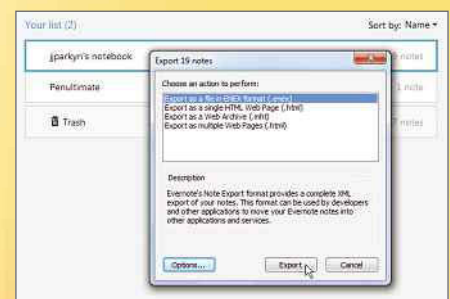 Your list (2)
Sort by: Name
jjparkyn's notebook
notes
Penultimate
1 note
Trash
7 notes
Export 19 notes
Choose an action to perform:
Export as a file in ENEX format (.enex)
Export as a single HTML Web Page (.html)
Export as a Web Archive (.mht)
Export as multiple Web Pages (.html)
Description
Evernote's Note Export format provides a complete XML
export of your notes. This format can be used by developers
and other applications to move your Evernote notes into
other applications and services.
Options...
Export
Cancel